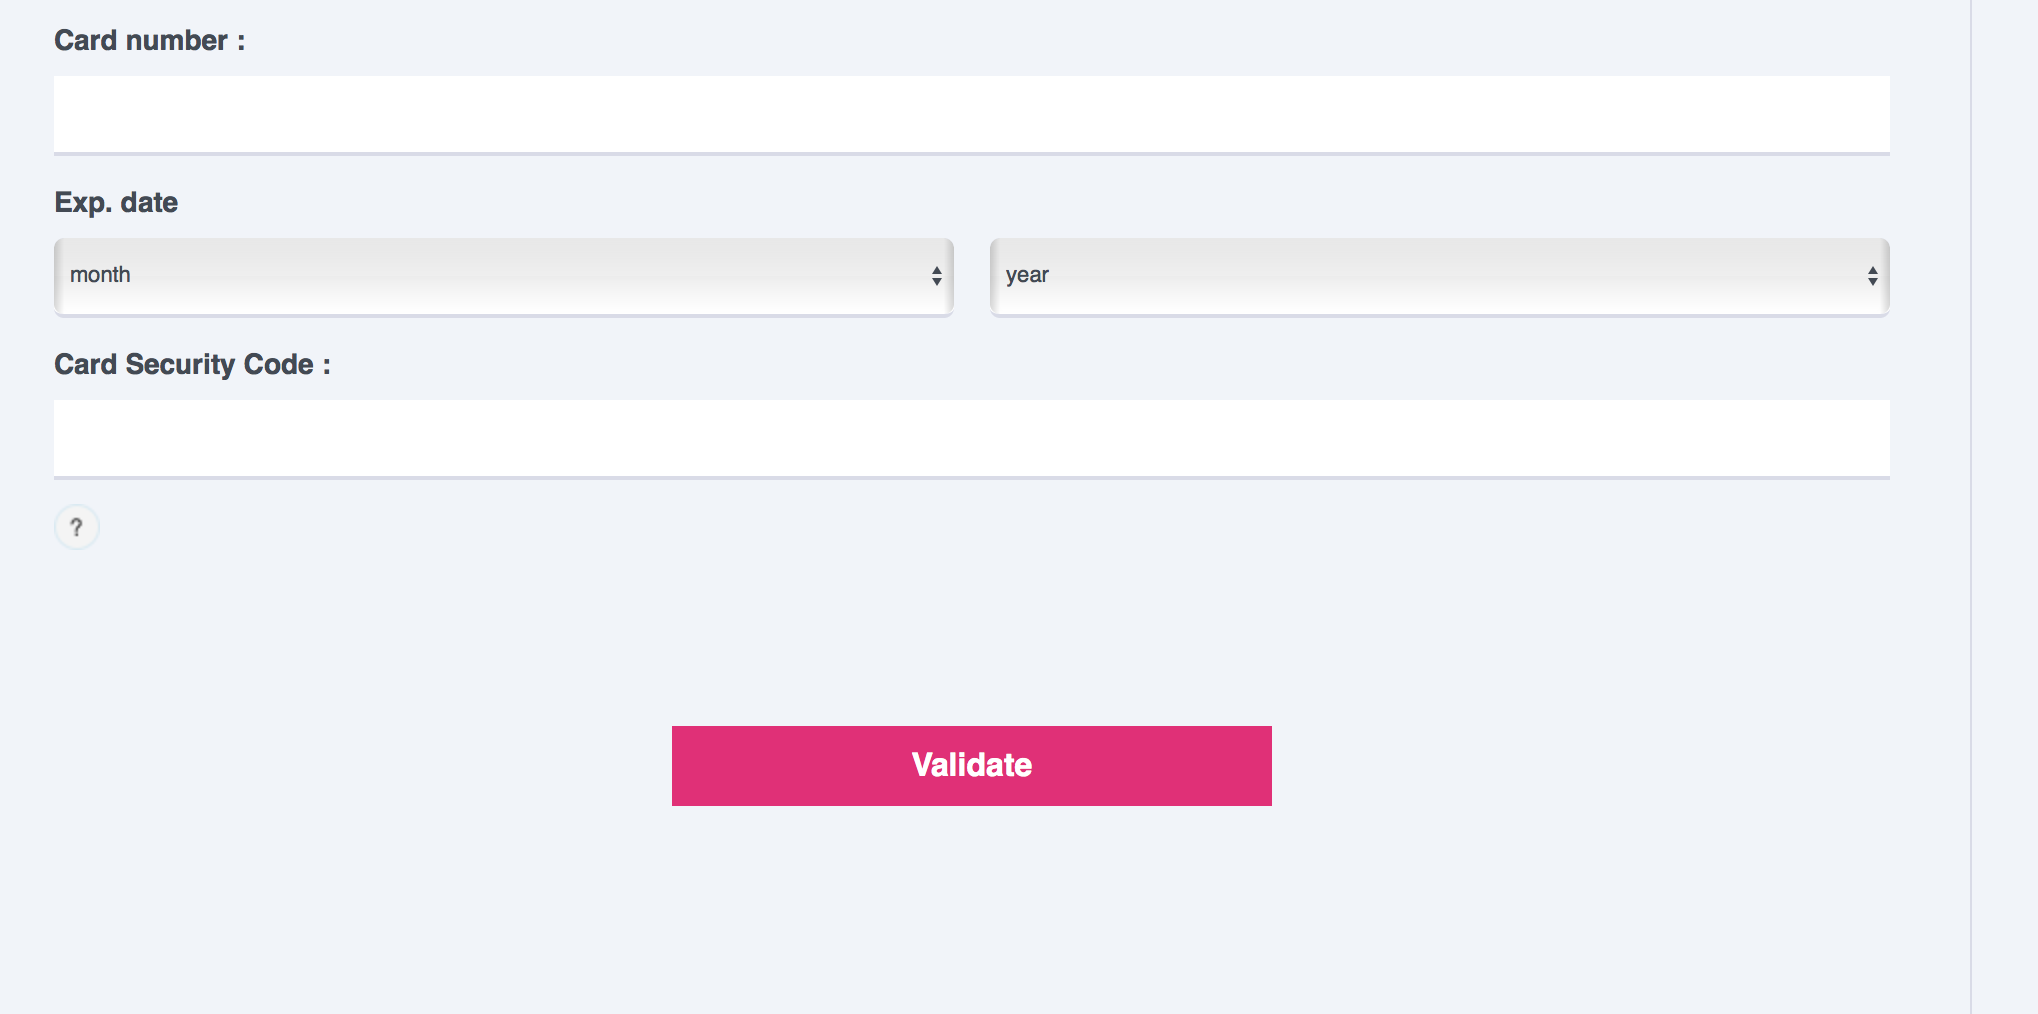 Card number :
Exp. date
month year
Card Security Code :
?
Validate